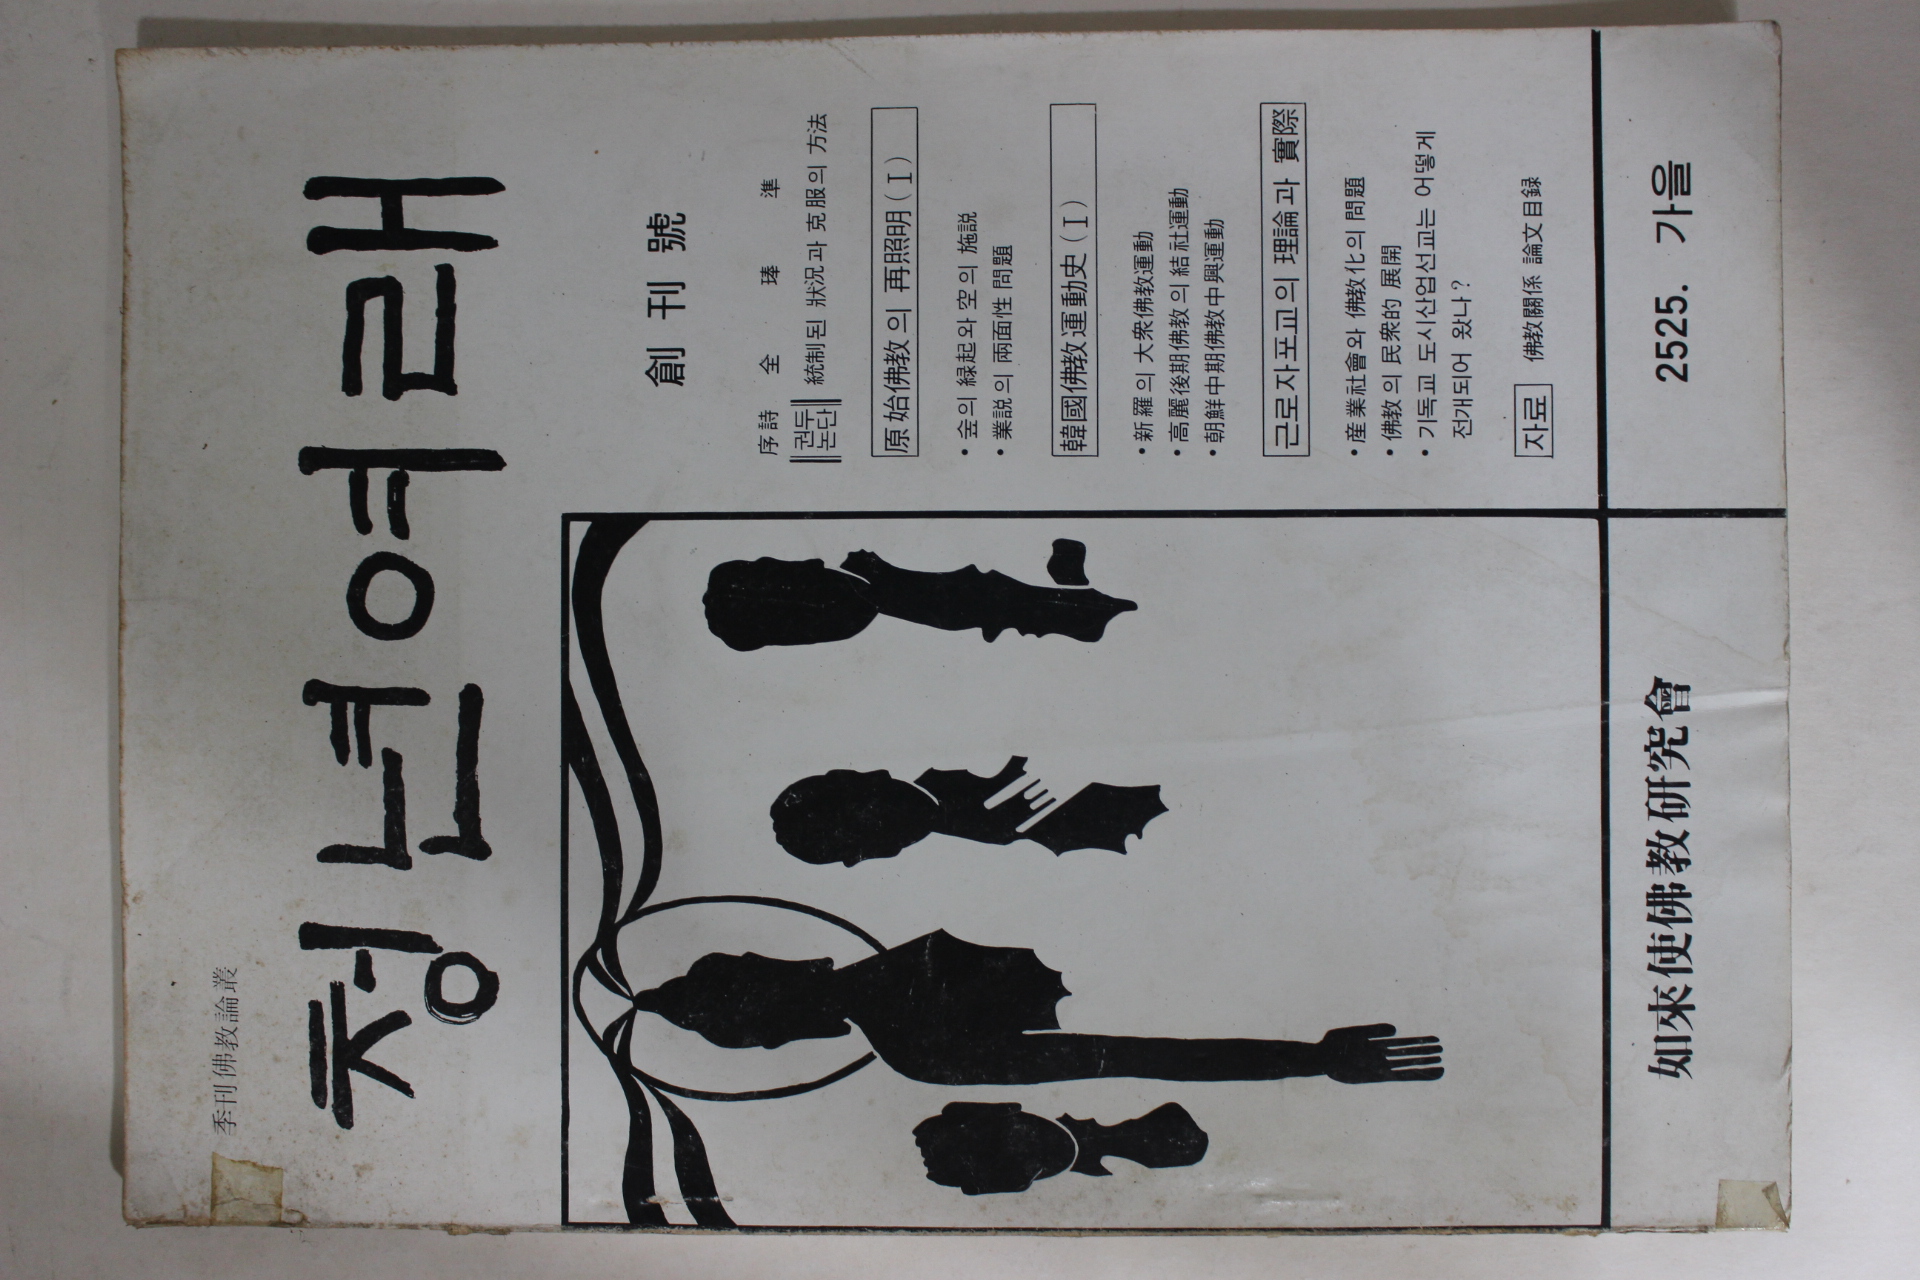 季刊佛教論叢
청년여래
創刊號
序詩 全琫準
권두논단 統制된 狀況과 克服의 方法
原始佛教의 再照明(I)
• 숲의 緑起와 空의 施説
• 業説의 兩面性 問題
韓國佛教運動史(I)
• 新羅의 大衆佛教運動
• 高麗後期佛教의 結社運動
• 朝鮮中期佛教中興運動
근로자포교의 理論과 實際
• 産業社會와 佛教化의 問題
• 佛教의 民衆的 展開
• 기독교 도시산업선교는 어떻게
전개되어 왔나?
자료 佛教關係 論文目録
2525. 가을
如來使佛教研究會